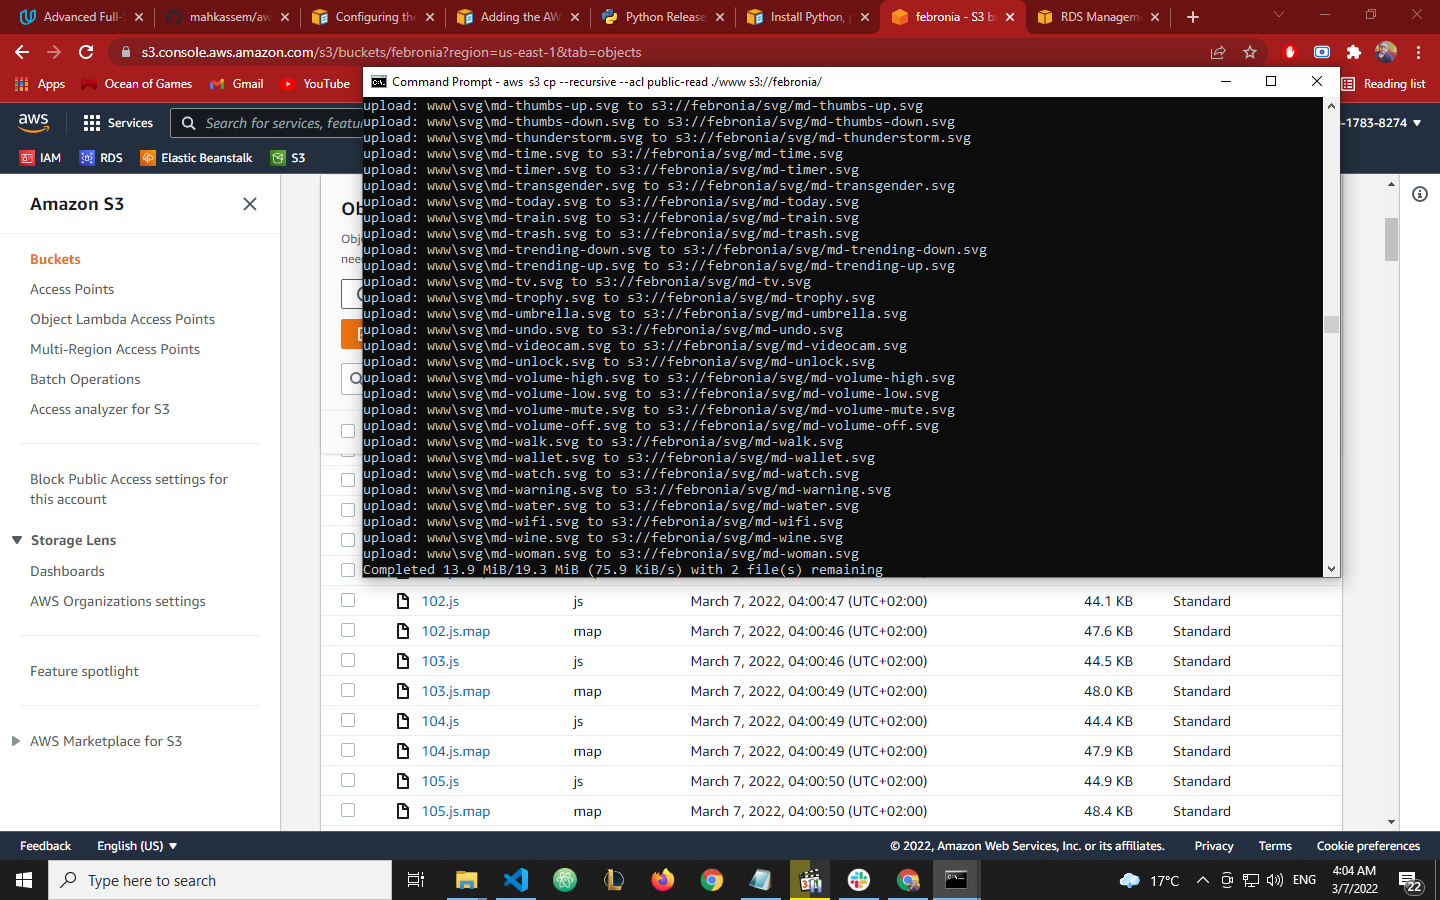 Advanced Full-S
mahkassem/aw
Configuring the
Adding the AW
Python Release
Install Python, p
febronia - S3 bu
RDS Managem
s3.console.aws.amazon.com/s3/buckets/febronia?region=us-east-1&tab=objects
Apps
Ocean of Games
Gmail
YouTube
Reading list
Command Prompt - aws s3 cp --recursive --acl public-read ./www s3://febronia/
aws
Services
Search for services, featu
-1783-8274
IAM
RDS
Elastic Beanstalk
S3
Amazon S3
Buckets
Access Points
Object Lambda Access Points
Multi-Region Access Points
Batch Operations
Access analyzer for S3
Block Public Access settings for
this account
Storage Lens
Dashboards
AWS Organizations settings
Feature spotlight
AWS Marketplace for S3
Ob
Obje
nee
upload: www\svg\md-thumbs-up.svg to s3://febronia/svg/md-thumbs-up.svg
upload: www\svg\md-thumbs-down.svg to s3://febronia/svg/md-thumbs-down.svg
upload: www\svg\md-thunderstorm.svg to s3://febronia/svg/md-thunderstorm.svg
upload: www\svg\md-time.svg to s3://febronia/svg/md-time.svg
upload: www\svg\md-timer.svg to s3://febronia/svg/md-timer.svg
upload: www\svg\md-transgender.svg to s3://febronia/svg/md-transgender.svg
upload: www\svg\md-today.svg to s3://febronia/svg/md-today.svg
upload: www\svg\md-train.svg to s3://febronia/svg/md-train.svg
upload: www\svg\md-trash.svg to s3://febronia/svg/md-trash.svg
upload: www\svg\md-trending-down.svg to s3://febronia/svg/md-trending-down.svg
upload: www\svg\md-trending-up.svg to s3://febronia/svg/md-trending-up.svg
upload: www\svg\md-tv.svg to s3://febronia/svg/md-tv.svg
upload: www\svg\md-trophy.svg to s3://febronia/svg/md-trophy.svg
upload: www\svg\md-umbrella.svg to s3://febronia/svg/md-umbrella.svg
upload: www\svg\md-undo.svg to s3://febronia/svg/md-undo.svg
upload: www\svg\md-videocam.svg to s3://febronia/svg/md-videocam.svg
upload: www\svg\md-unlock.svg to s3://febronia/svg/md-unlock.svg
upload: www\svg\md-volume-high.svg to s3://febronia/svg/md-volume-high.svg
upload: www\svg\md-volume-low.svg to s3://febronia/svg/md-volume-low.svg
upload: www\svg\md-volume-mute.svg to s3://febronia/svg/md-volume-mute.svg
upload: www\svg\md-volume-off.svg to s3://febronia/svg/md-volume-off.svg
upload: www\svg\md-walk.svg to s3://febronia/svg/md-walk.svg
upload: www\svg\md-wallet.svg to s3://febronia/svg/md-wallet.svg
upload: www\svg\md-watch.svg to s3://febronia/svg/md-watch.svg
upload: www\svg\md-warning.svg to s3://febronia/svg/md-warning.svg
upload: www\svg\md-water.svg to s3://febronia/svg/md-water.svg
upload: www\svg\md-wifi.svg to s3://febronia/svg/md-wifi.svg
upload: www\svg\md-wine.svg to s3://febronia/svg/md-wine.svg
upload: www\svg\md-woman.svg to s3://febronia/svg/md-woman.svg
Completed 13.9 MiB/19.3 MiB (75.9 KiB/s) with 2 file(s) remaining
102.js js March 7, 2022, 04:00:47 (UTC+02:00) 44.1 KB Standard
102.js.map map March 7, 2022, 04:00:46 (UTC+02:00) 47.6 KB Standard
103.js js March 7, 2022, 04:00:46 (UTC+02:00) 44.5 KB Standard
103.js.map map March 7, 2022, 04:00:49 (UTC+02:00) 48.0 KB Standard
104.js js March 7, 2022, 04:00:49 (UTC+02:00) 44.4 KB Standard
104.js.map map March 7, 2022, 04:00:49 (UTC+02:00) 47.9 KB Standard
105.js js March 7, 2022, 04:00:50 (UTC+02:00) 44.9 KB Standard
105.js.map map March 7, 2022, 04:00:50 (UTC+02:00) 48.4 KB Standard
Feedback English (US) © 2022, Amazon Web Services, Inc. or its affiliates. Privacy Terms Cookie preferences
Type here to search
17°C
ENG
4:04 AM
3/7/2022
22